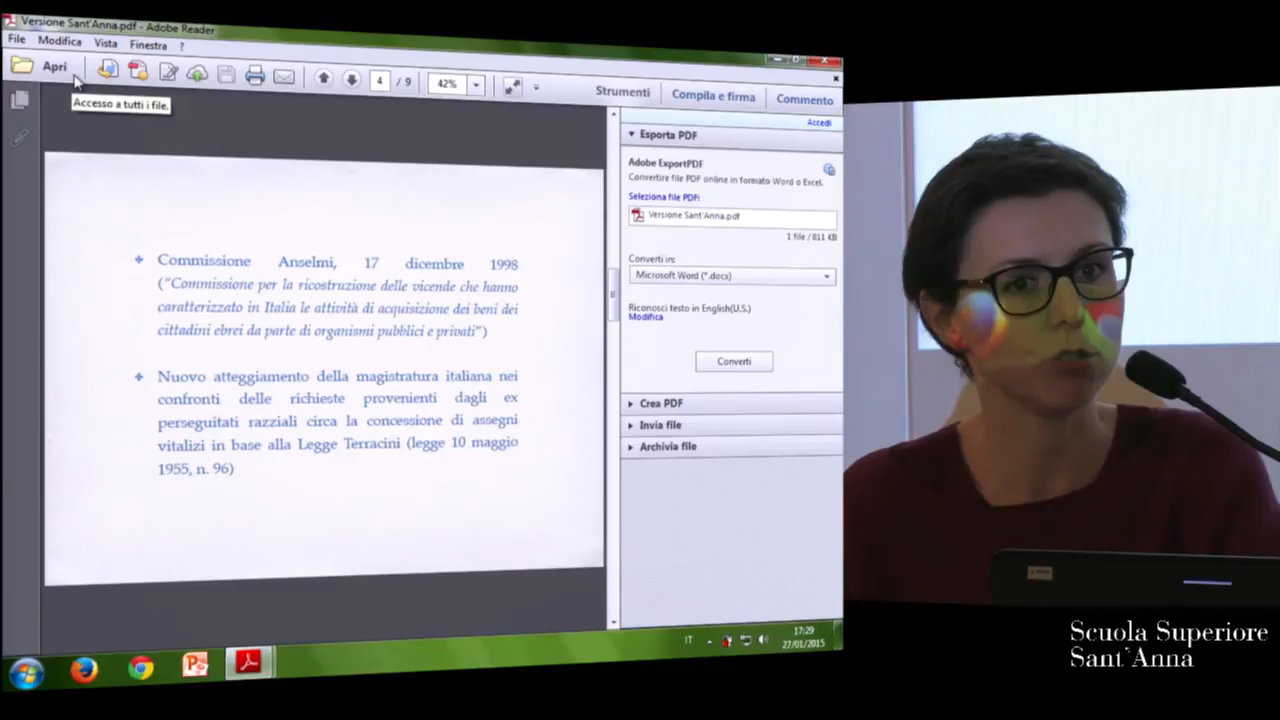 Versione Sant'Anna.pdf - Adobe Reader
File Modifica Vista Finestra ?
Apri
4 / 9
42%
Strumenti
Compila e firma
Commento
Accesso a tutti i file.
Accedi
Commissione Anselmi, 17 dicembre 1998
("Commissione per la ricostruzione delle vicende che hanno
caratterizzato in Italia le attività di acquisizione dei beni dei
cittadini ebrei da parte di organismi pubblici e privati")
Nuovo atteggiamento della magistratura italiana nei
confronti delle richieste provenienti dagli ex
perseguitati razziali circa la concessione di assegni
vitalizi in base alla Legge Terracini (legge 10 maggio
1955, n. 96)
Esporta PDF
Adobe ExportPDF
Convertire file PDF online in formato Word o Excel.
Seleziona file PDF:
Versione Sant'Anna.pdf
1 file / 811 KB
Converti in:
Microsoft Word (*.docx)
Riconosci testo in English(U.S.)
Modifica
Converti
Crea PDF
Invia file
Archivia file
IT
17:29
27/01/2015
Scuola Superiore
Sant'Anna